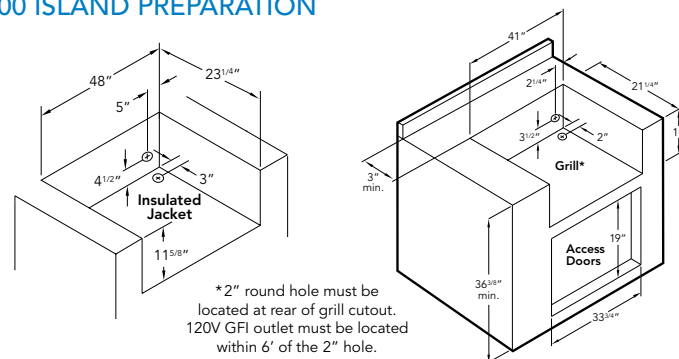 00 ISLAND PREPARATION
48"
23 1/4"
5"
4 1/2"
3"
Insulated
Jacket
11 5/8"
*2" round hole must be
located at rear of grill cutout.
120V GFI outlet must be located
within 6' of the 2" hole.
41"
2 1/4"
21 1/4"
3 1/2"
2"
3"
min.
Grill*
19"
Access
Doors
36 3/8"
min.
33 3/4"